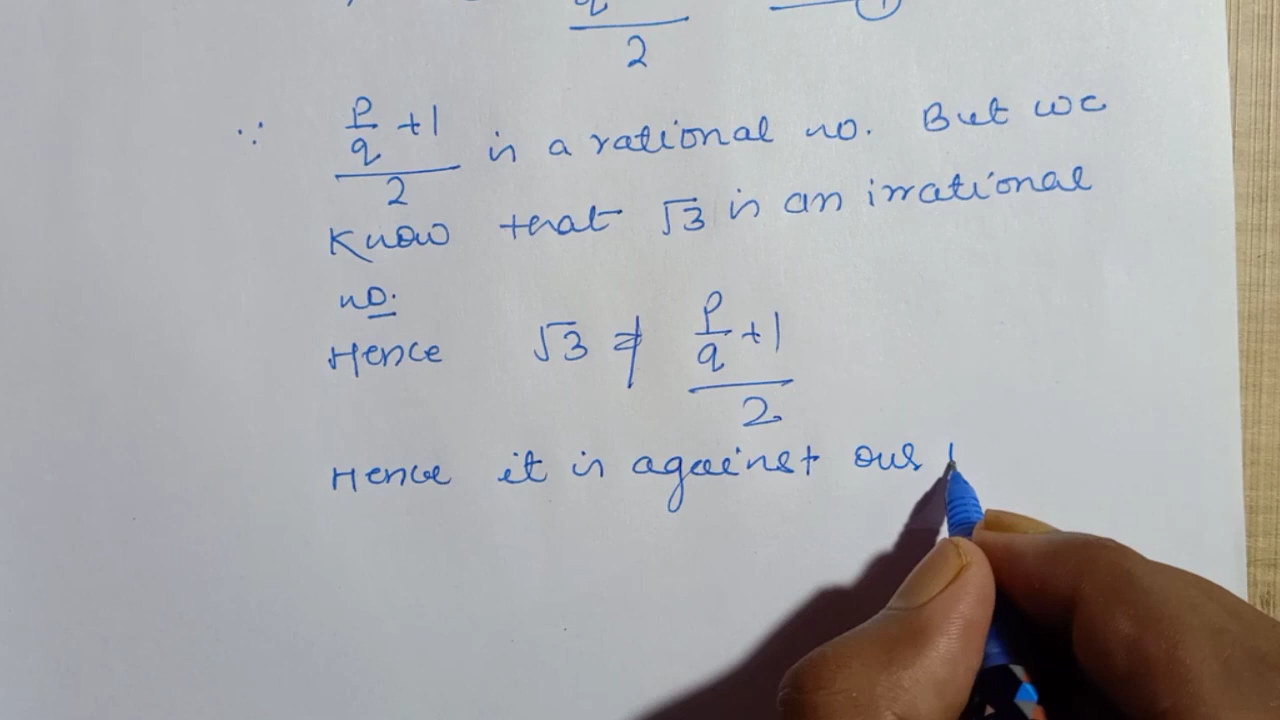 q
2 ①
∵ p/q + 1 / 2 is a rational no. But we
know that √3 is an irrational
no.
Hence √3 ≠ p/q + 1 / 2
Hence it is against our